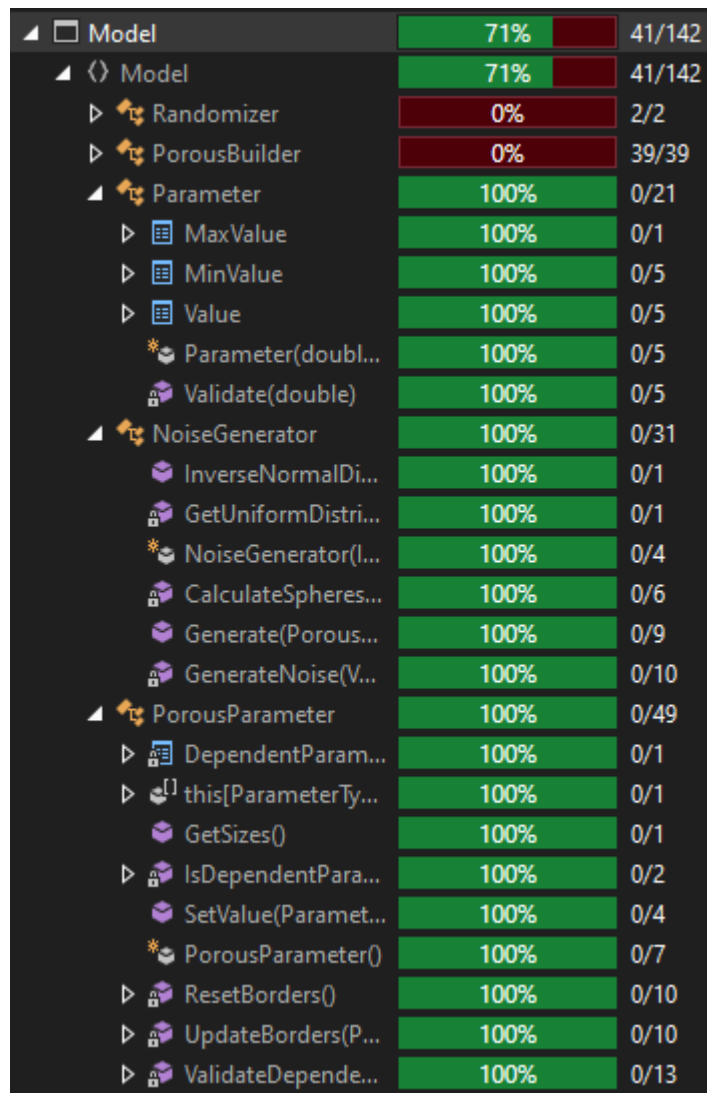 Model 71% 41/142
Model 71% 41/142
Randomizer 0% 2/2
PorousBuilder 0% 39/39
Parameter 100% 0/21
MaxValue 100% 0/1
MinValue 100% 0/5
Value 100% 0/5
Parameter(doubl... 100% 0/5
Validate(double) 100% 0/5
NoiseGenerator 100% 0/31
InverseNormalDi... 100% 0/1
GetUniformDistri... 100% 0/1
NoiseGenerator(I... 100% 0/4
CalculateSpheres... 100% 0/6
Generate(Porous... 100% 0/9
GenerateNoise(V... 100% 0/10
PorousParameter 100% 0/49
DependentParam... 100% 0/1
this[ParameterTy... 100% 0/1
GetSizes() 100% 0/1
IsDependentPara... 100% 0/2
SetValue(Paramet... 100% 0/4
PorousParameter() 100% 0/7
ResetBorders() 100% 0/10
UpdateBorders(P... 100% 0/10
ValidateDepende... 100% 0/13